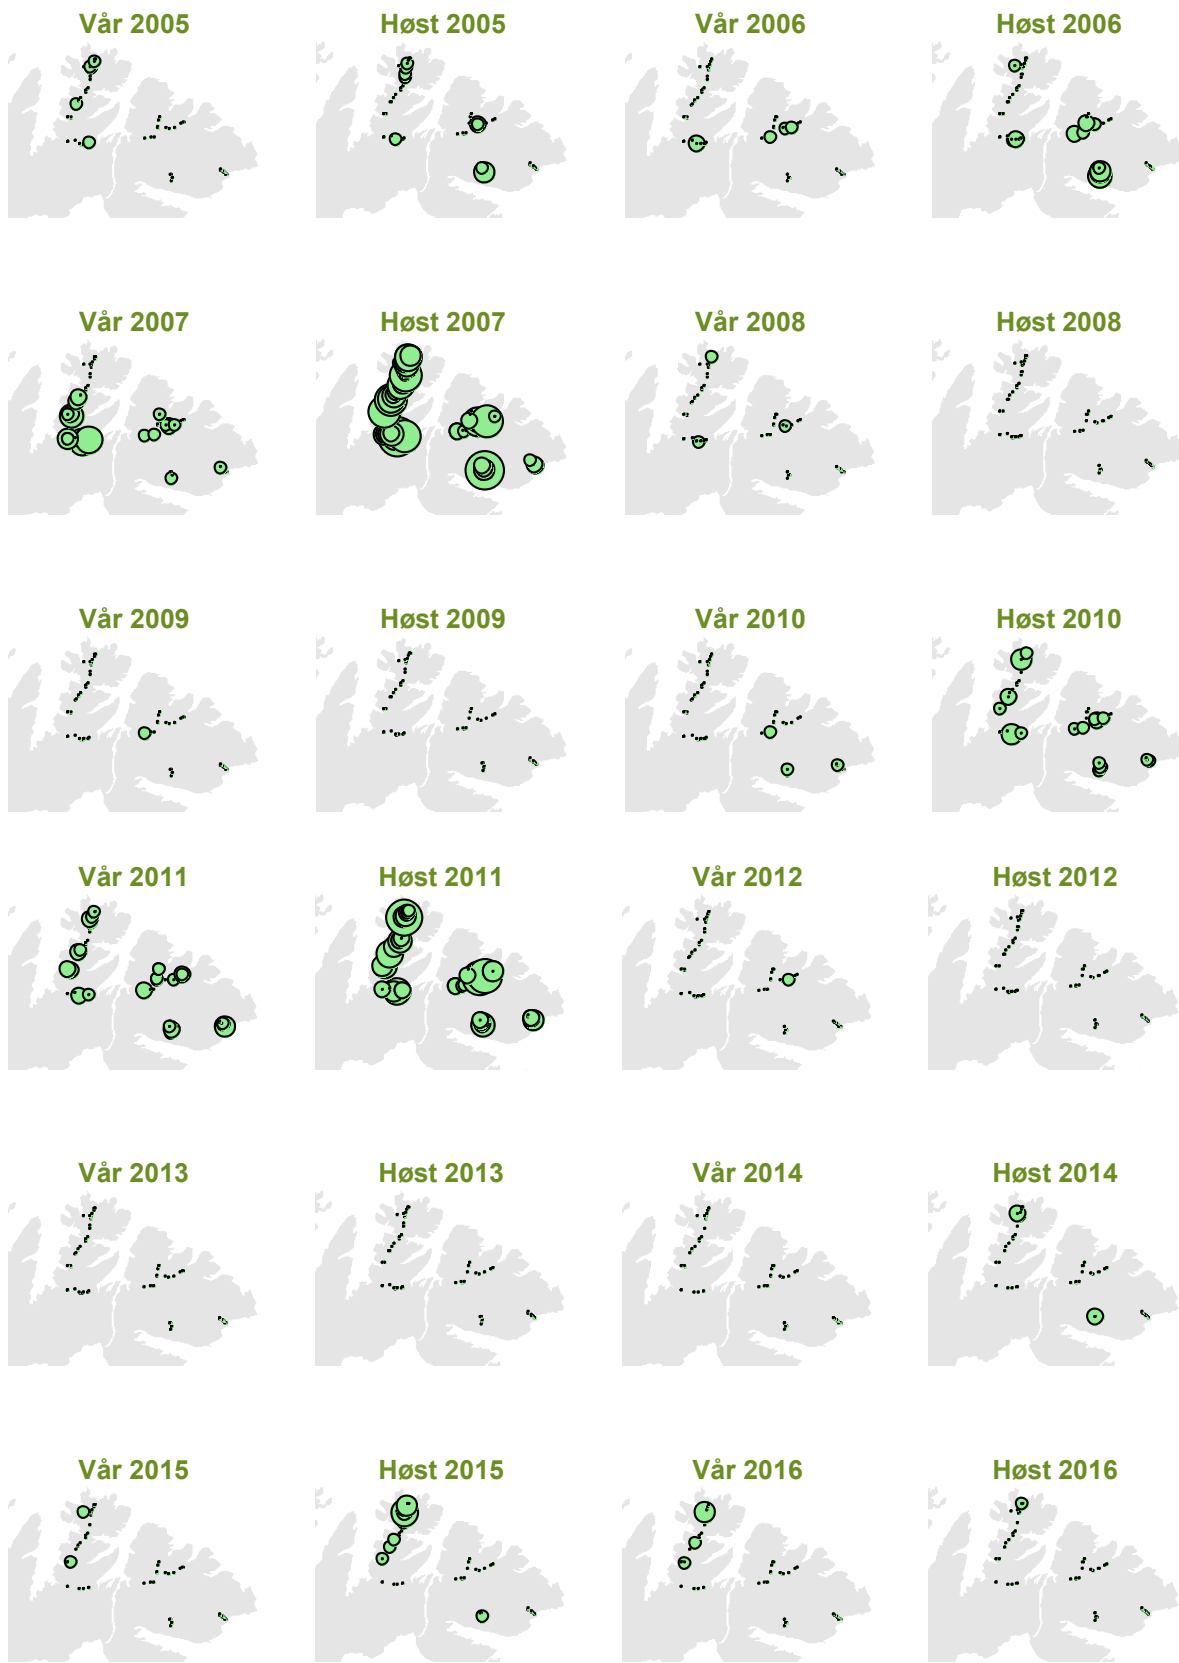 Vår 2005
Høst 2005
Vår 2006
Høst 2006
Vår 2007
Høst 2007
Vår 2008
Høst 2008
Vår 2009
Høst 2009
Vår 2010
Høst 2010
Vår 2011
Høst 2011
Vår 2012
Høst 2012
Vår 2013
Høst 2013
Vår 2014
Høst 2014
Vår 2015
Høst 2015
Vår 2016
Høst 2016